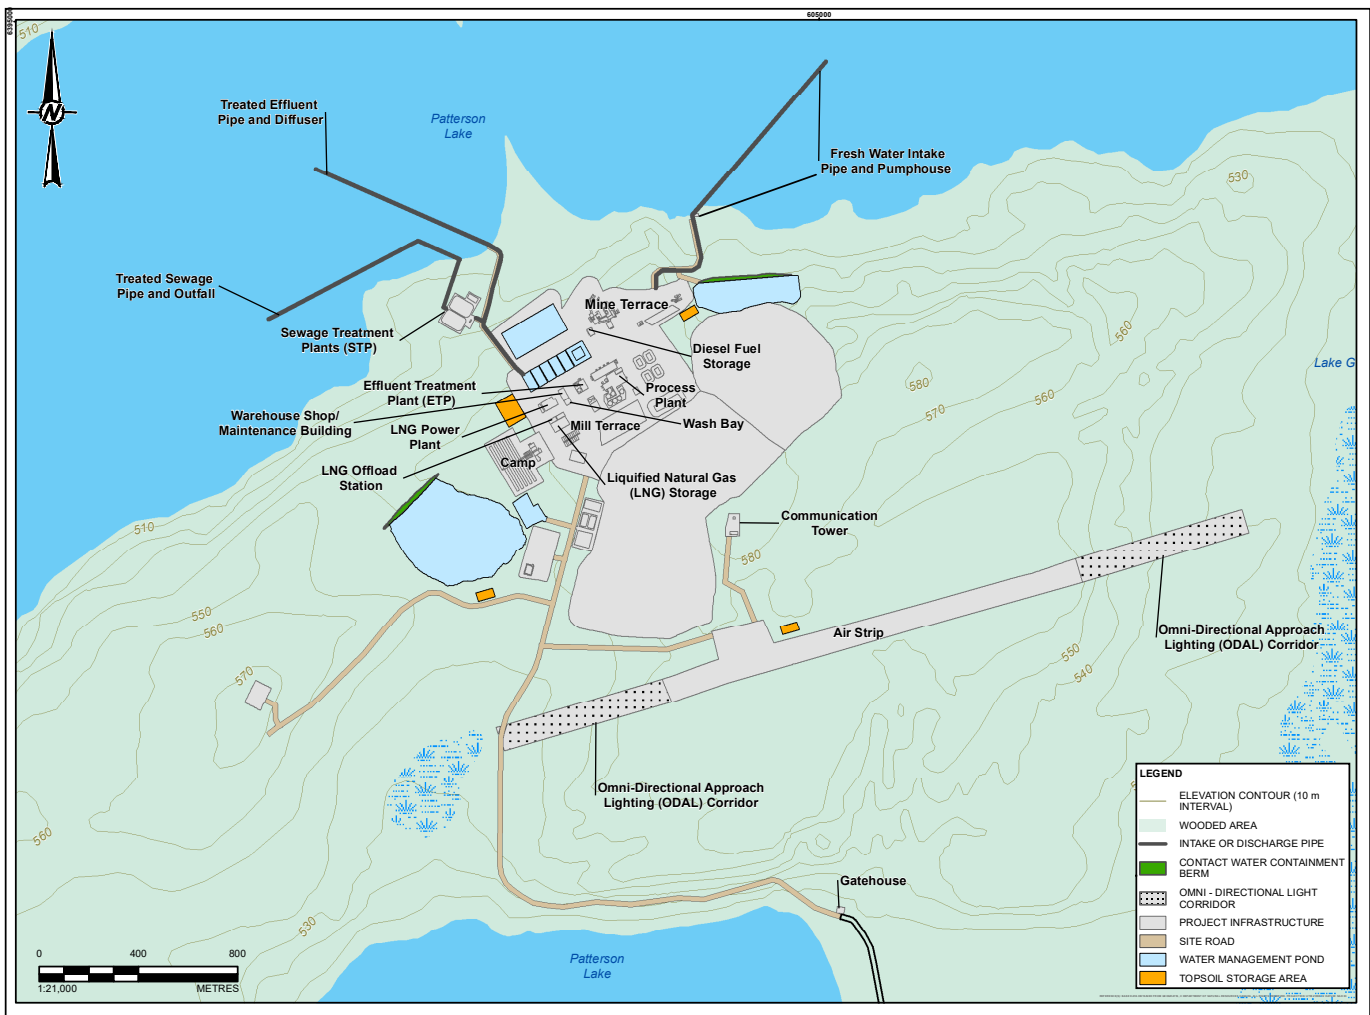 605000
510
N
Treated Effluent
Pipe and Diffuser
Patterson
Lake
Fresh Water Intake
Pipe and Pumphouse
530
Treated Sewage
Pipe and Outfall
Mine Terrace
Sewage Treatment
Plants (STP)
560
Diesel Fuel
Storage
Lake G
580
Effluent Treatment
Plant (ETP)
Process
Plant
560
570
Warehouse Shop/
Maintenance Building
LNG Power
Plant
Mill Terrace
Wash Bay
LNG Offload
Station
Camp
Liquified Natural Gas
(LNG) Storage
510
Communication
Tower
580
550
560
Air Strip
Omni-Directional Approach
Lighting (ODAL) Corridor
550
540
570
Omni-Directional Approach
Lighting (ODAL) Corridor
560
530
Gatehouse
Patterson
Lake
0 400 800
1:21,000 METRES
LEGEND
ELEVATION CONTOUR (10 m
INTERVAL)
WOODED AREA
INTAKE OR DISCHARGE PIPE
CONTACT WATER CONTAINMENT
BERM
OMNI - DIRECTIONAL LIGHT
CORRIDOR
PROJECT INFRASTRUCTURE
SITE ROAD
WATER MANAGEMENT POND
TOPSOIL STORAGE AREA